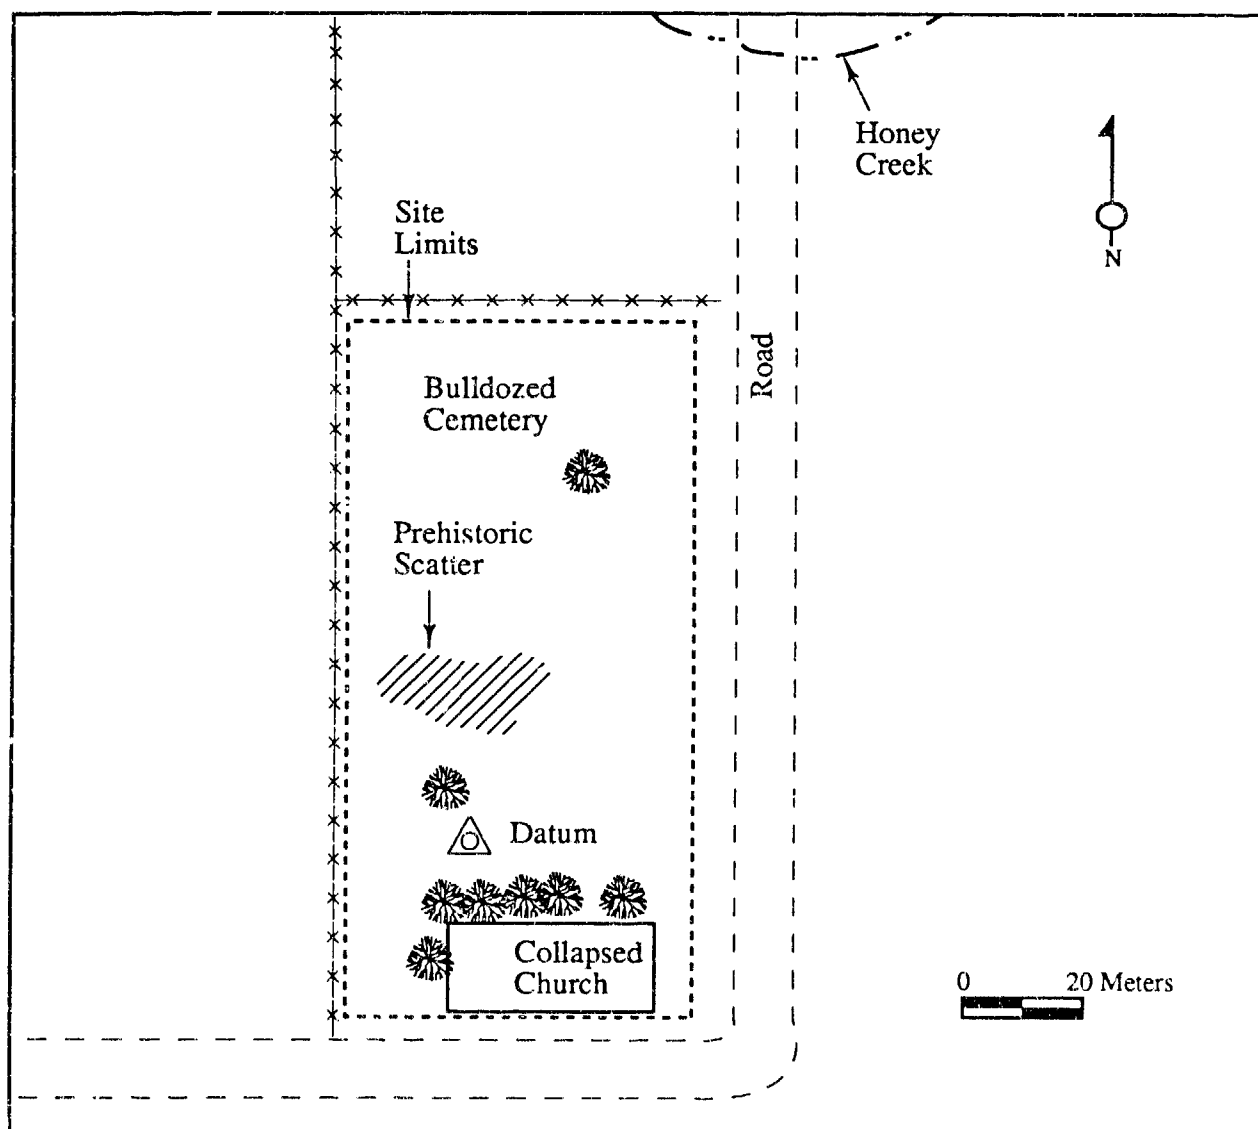 Honey
Creek
N
Site
Limits
Road
Bulldozed
Cemetery
Prehistoric
Scatter
Datum
Collapsed
Church
0 20 Meters